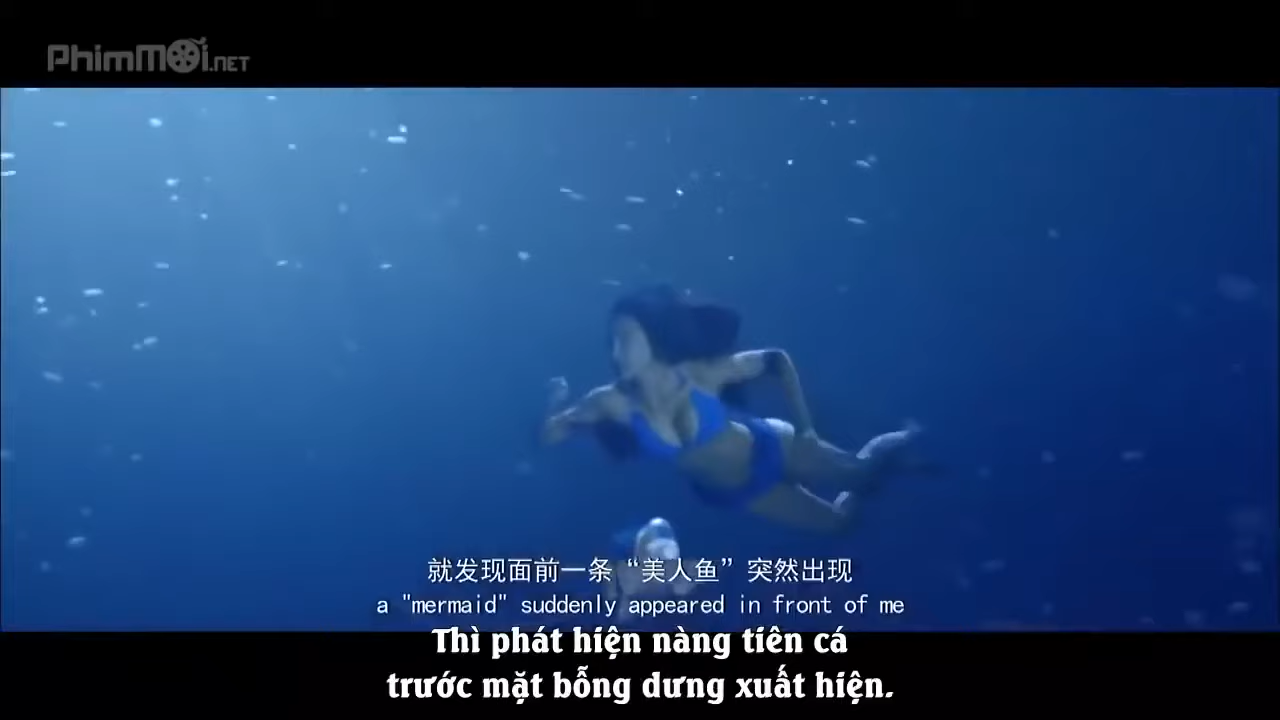 PhimMới.NET
就发现面前一条“美人鱼”突然出现
a "mermaid" suddenly appeared in front of me
Thì phát hiện nàng tiên cá
trước mặt bỗng dưng xuất hiện.